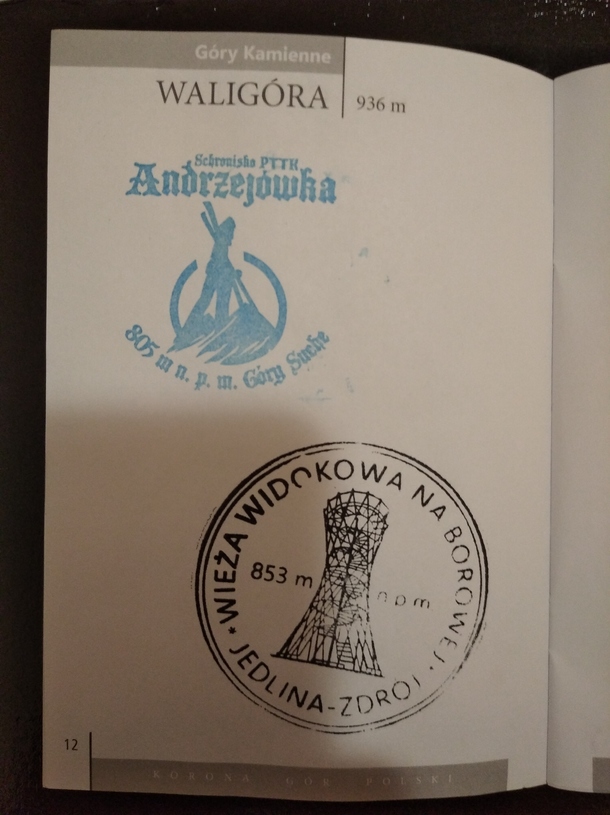 Góry Kamienne
WALIGÓRA 936 m
Schronisko PTTK
Andrzejówka
805 m n. p. m. Góry Suche
WIEŻA WIDOKOWA NA BOROWEJ
853 m n p m
JEDLINA-ZDRÓJ
12
KORONA GÓR POLSKI